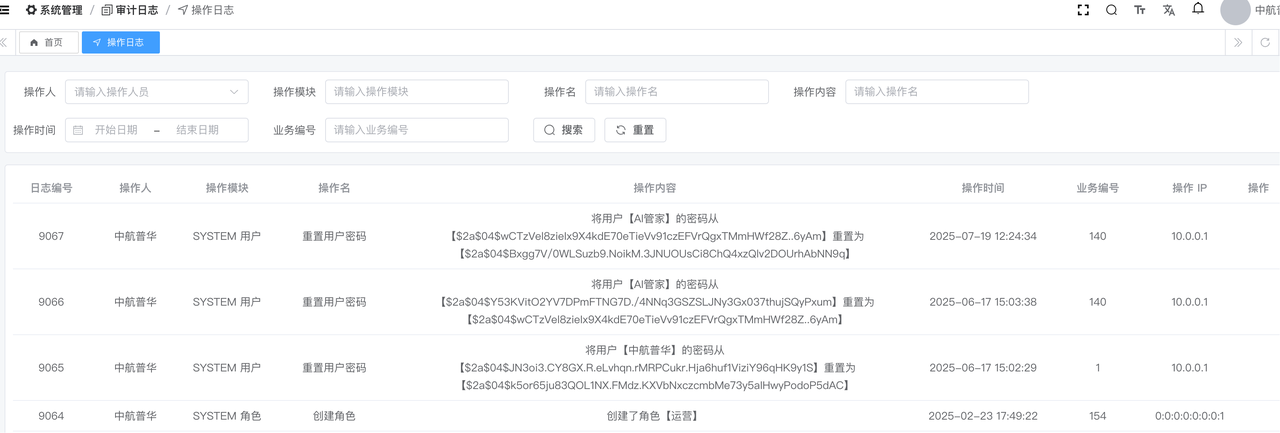 系统管理 / 审计日志 / 操作日志 中航普
首页 操作日志
操作人 请输入操作人员 操作模块 请输入操作模块 操作名 请输入操作名 操作内容 请输入操作名
操作时间 开始日期 - 结束日期 业务编号 请输入业务编号 搜索 重置
日志编号 操作人 操作模块 操作名 操作内容 操作时间 业务编号 操作 IP 操作
将用户【AI管家】的密码从
9067 中航普华 SYSTEM 用户 重置用户密码 【$2a$04$wCTzVel8zielx9X4kdE70eTieVv91czEFVrQgxTMmHWf28Z..6yAm】重置为 2025-07-19 12:24:34 140 10.0.0.1
【$2a$04$Bxgg7V/0WLSuzb9.NoikM.3JNUOUsCi8ChQ4xzQlv2DOUrhAbNN9q】
将用户【AI管家】的密码从
9066 中航普华 SYSTEM 用户 重置用户密码 【$2a$04$Y53KVitO2YV7DPmFTNG7D./4NNq3GSZSLJNy3Gx037thujSQyPxum】重置为 2025-06-17 15:03:38 140 10.0.0.1
【$2a$04$wCTzVel8zielx9X4kdE70eTieVv91czEFVrQgxTMmHWf28Z..6yAm】
将用户【中航普华】的密码从
9065 中航普华 SYSTEM 用户 重置用户密码 【$2a$04$JN3oi3.CY8GX.R.eLvhqn.rMRPCukr.Hja6huf1ViziY96qHK9y1S】重置为 2025-06-17 15:02:29 1 10.0.0.1
【$2a$04$k5or65ju83QOL1NX.FMdz.KXVbNxczcmbMe73y5alHwyPodoP5dAC】
9064 中航普华 SYSTEM 角色 创建角色 创建了角色【运营】 2025-02-23 17:49:22 154 0:0:0:0:0:0:0:1